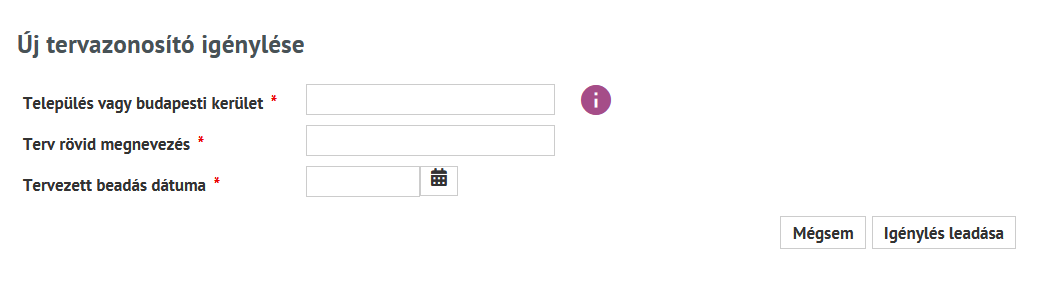 Új tervazonosító igénylése
Település vagy budapesti kerület *
Terv rövid megnevezés *
Tervezett beadás dátuma *
Mégsem Igénylés leadása